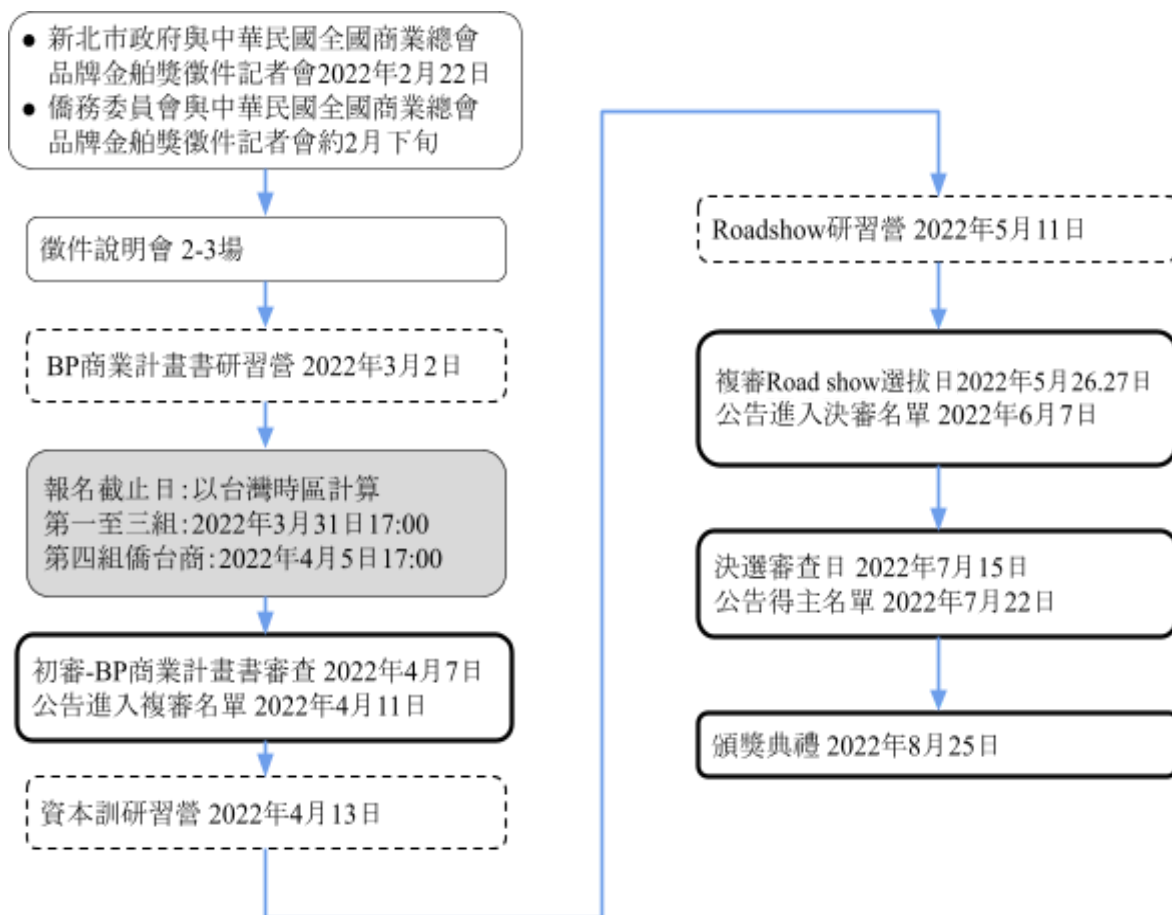 ● 新北市政府與中華民國全國商業總會
品牌金舶獎徵件記者會2022年2月22日
● 僑務委員會與中華民國全國商業總會
品牌金舶獎徵件記者會約2月下旬
徵件說明會 2-3場
BP商業計畫書研習營 2022年3月2日
報名截止日:以台灣時區計算
第一至三組:2022年3月31日17:00
第四組僑台商:2022年4月5日17:00
初審-BP商業計畫書審查 2022年4月7日
公告進入複審名單 2022年4月11日
資本訓研習營 2022年4月13日
Roadshow研習營 2022年5月11日
複審Road show選拔日2022年5月26.27日
公告進入決審名單 2022年6月7日
決選審查日 2022年7月15日
公告得主名單 2022年7月22日
頒獎典禮 2022年8月25日